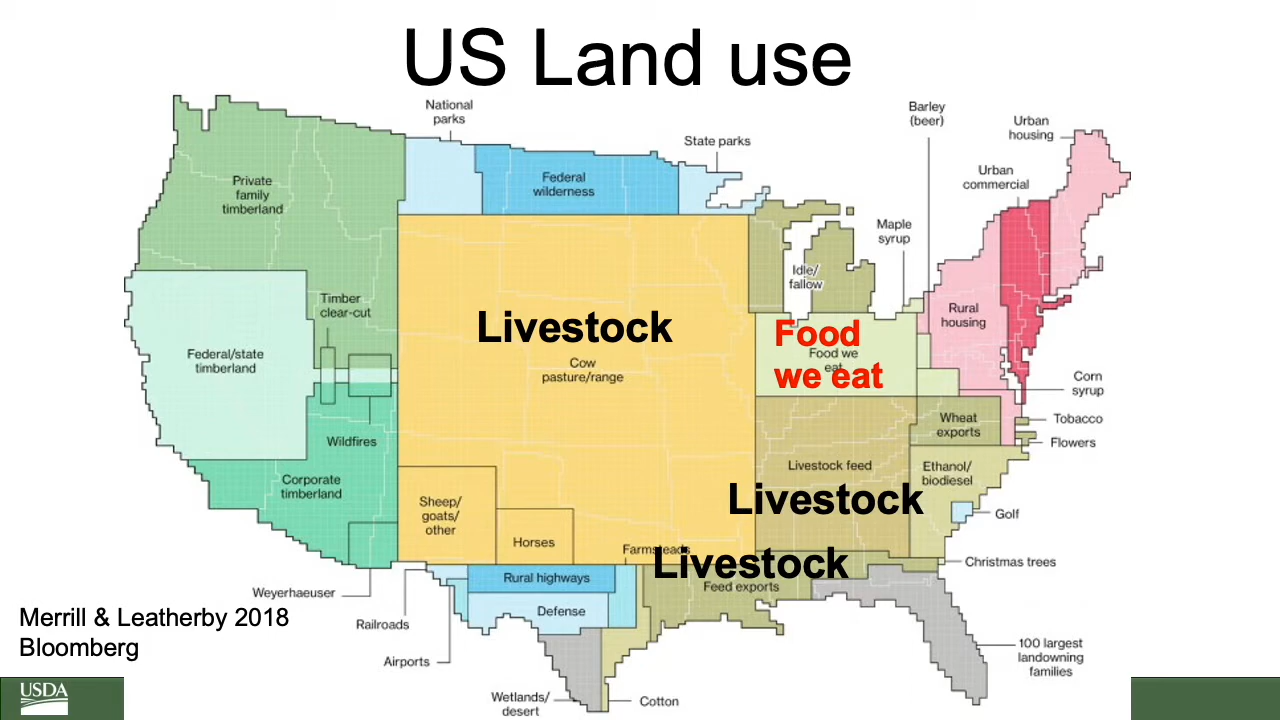 US Land use
National
parks
State parks
Barley
(beer)
Urban
housing
Urban
commercial
Private
family
timberland
Federal
wilderness
Maple
syrup
Idle/
fallow
Timber
clear-cut
Livestock
Food
we eat
Food we
eat
Rural
housing
Federal/state
timberland
Cow
pasture/range
Corn
syrup
Wildfires
Wheat
exports
Tobacco
Flowers
Corporate
timberland
Livestock feed
Livestock
Ethanol/
biodiesel
Sheep/
goats/
other
Golf
Horses
Farmsteads
Livestock
Christmas trees
Rural highways
Feed exports
Weyerhaeuser
Defense
Merrill & Leatherby 2018
Bloomberg
Railroads
Airports
100 largest
landowning
families
Wetlands/
desert
Cotton
USDA